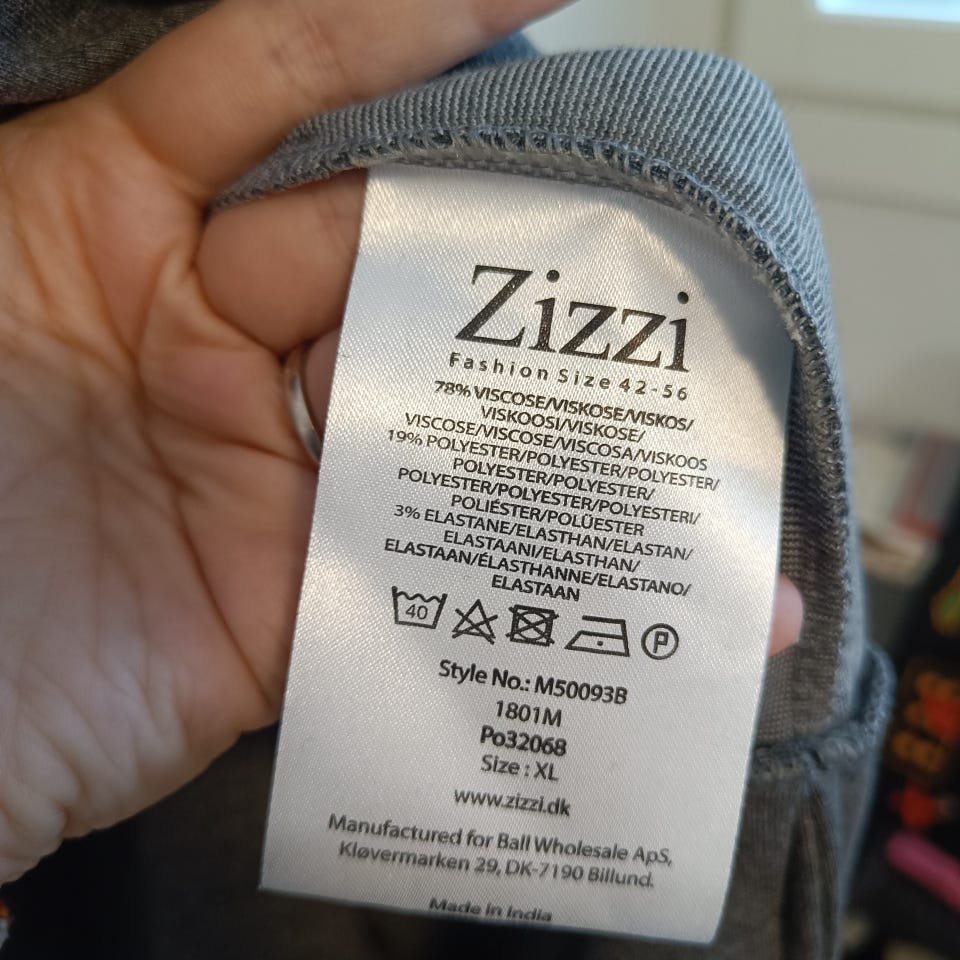 Zizzi
Fashion Size 42-56
78% VISCOSE/VISKOSE/VISKOS/
VISKOOSI/VISKOSE/
VISCOSE/VISCOSE/VISCOSA/VISKOOS
19% POLYESTER/POLYESTER/POLYESTER/
POLYESTER/POLYESTER/
POLYESTER/POLYESTER/POLYESTERI/
POLIÉSTER/POLÜESTER
3% ELASTANE/ELASTHAN/ELASTAN/
ELASTAANI/ELASTHAN/
ELASTAAN/ÉLASTHANNE/ELASTANO/
ELASTAAN
40 P
Style No.: M50093B
1801M
Po32068
Size : XL
www.zizzi.dk
Manufactured for Ball Wholesale ApS,
Kløvermarken 29, DK-7190 Billund.
Made in India